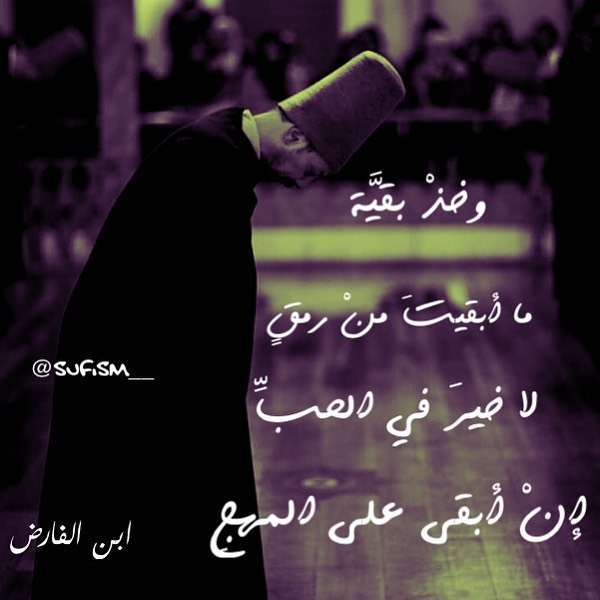 وخذْ بقيَّة
ما أبقيتَ منْ رمقٍ
لا خيرَ في الحبِّ
إنْ أبقى على المهج
@SUFiSM__
ابن الفارض